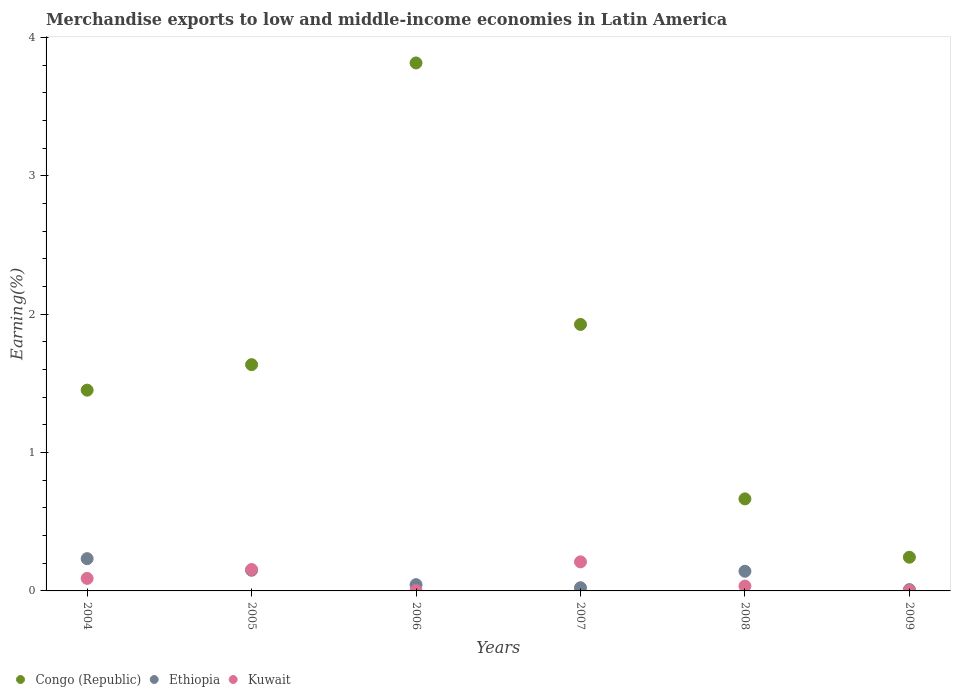 Merchandise exports to low and middle-income economies in Latin America
4
3
2
1
0
Earning(%)
2004
2005
2006
2007
2008
2009
Years
Congo (Republic)
Ethiopia
Kuwait